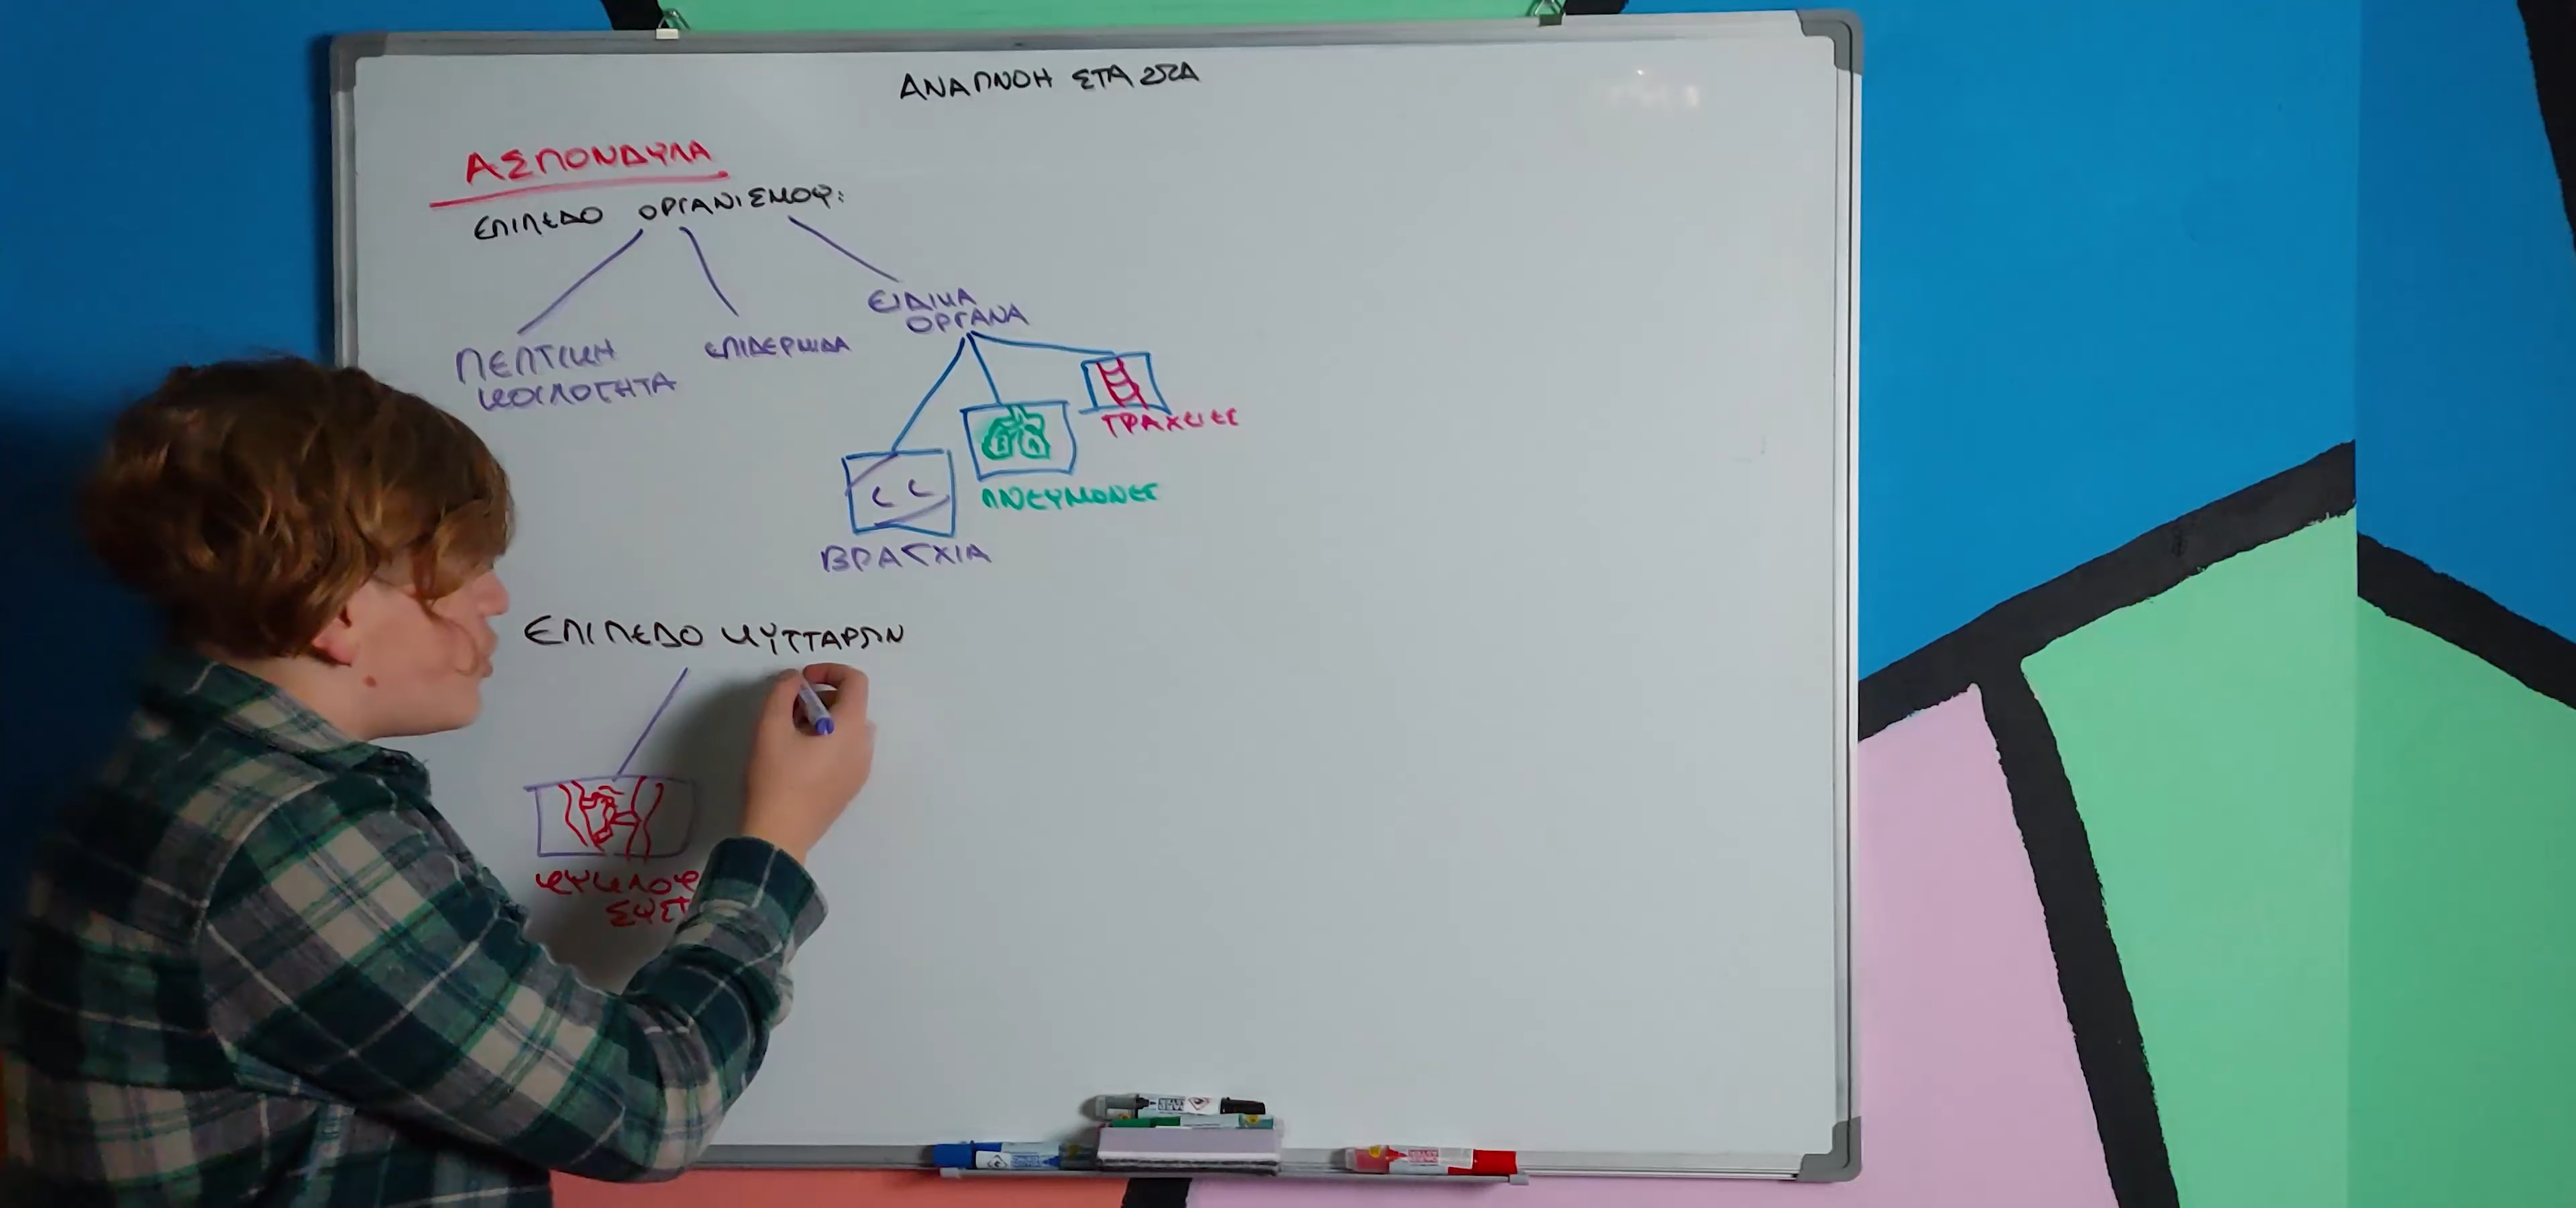 ΑΝΑΠΝΟΗ ΣΤΑ ΖΩΑ
ΑΣΠΟΝΔΥΛΑ
ΕΠΙΠΕΔΟ ΟΡΓΑΝΙΣΜΟΥ:
ΠΕΠΤΙΚΗ
ΚΟΙΛΟΤΗΤΑ
ΕΠΙΔΕΡΜΙΔΑ
ΕΙΔΙΚΑ
ΟΡΓΑΝΑ
ΒΡΑΓΧΙΑ
ΠΝΕΥΜΟΝΕΣ
ΤΡΑΧΕΙΕΣ
ΕΠΙΠΕΔΟ ΚΥΤΤΑΡΩΝ